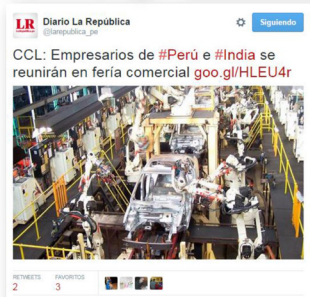 LR
Diario La República
@larepublica_pe
Siguiendo
CCL: Empresarios de #Perú e #India se
reunirán en fería comercial goo.gl/HLEU4r
RETWEETS
2
FAVORITOS
3